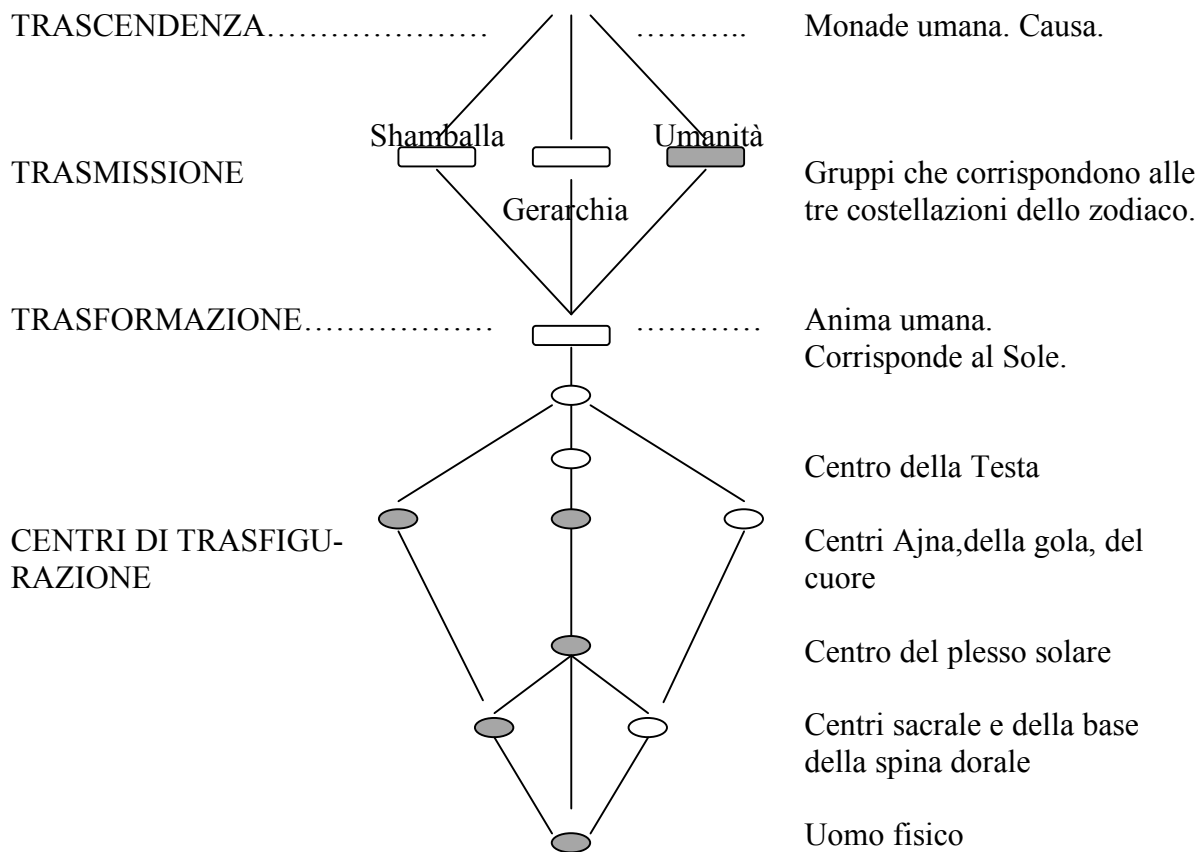 TRASCENDENZA………………… ……….. Monade umana. Causa.
Shamballa Umanità
TRASMISSIONE Gruppi che corrispondono alle
Gerarchia tre costellazioni dello zodiaco.
TRASFORMAZIONE……………… ………… Anima umana.
Corrisponde al Sole.
Centro della Testa
CENTRI DI TRASFIGU- Centri Ajna,della gola, del
RAZIONE cuore
Centro del plesso solare
Centri sacrale e della base
della spina dorale
Uomo fisico